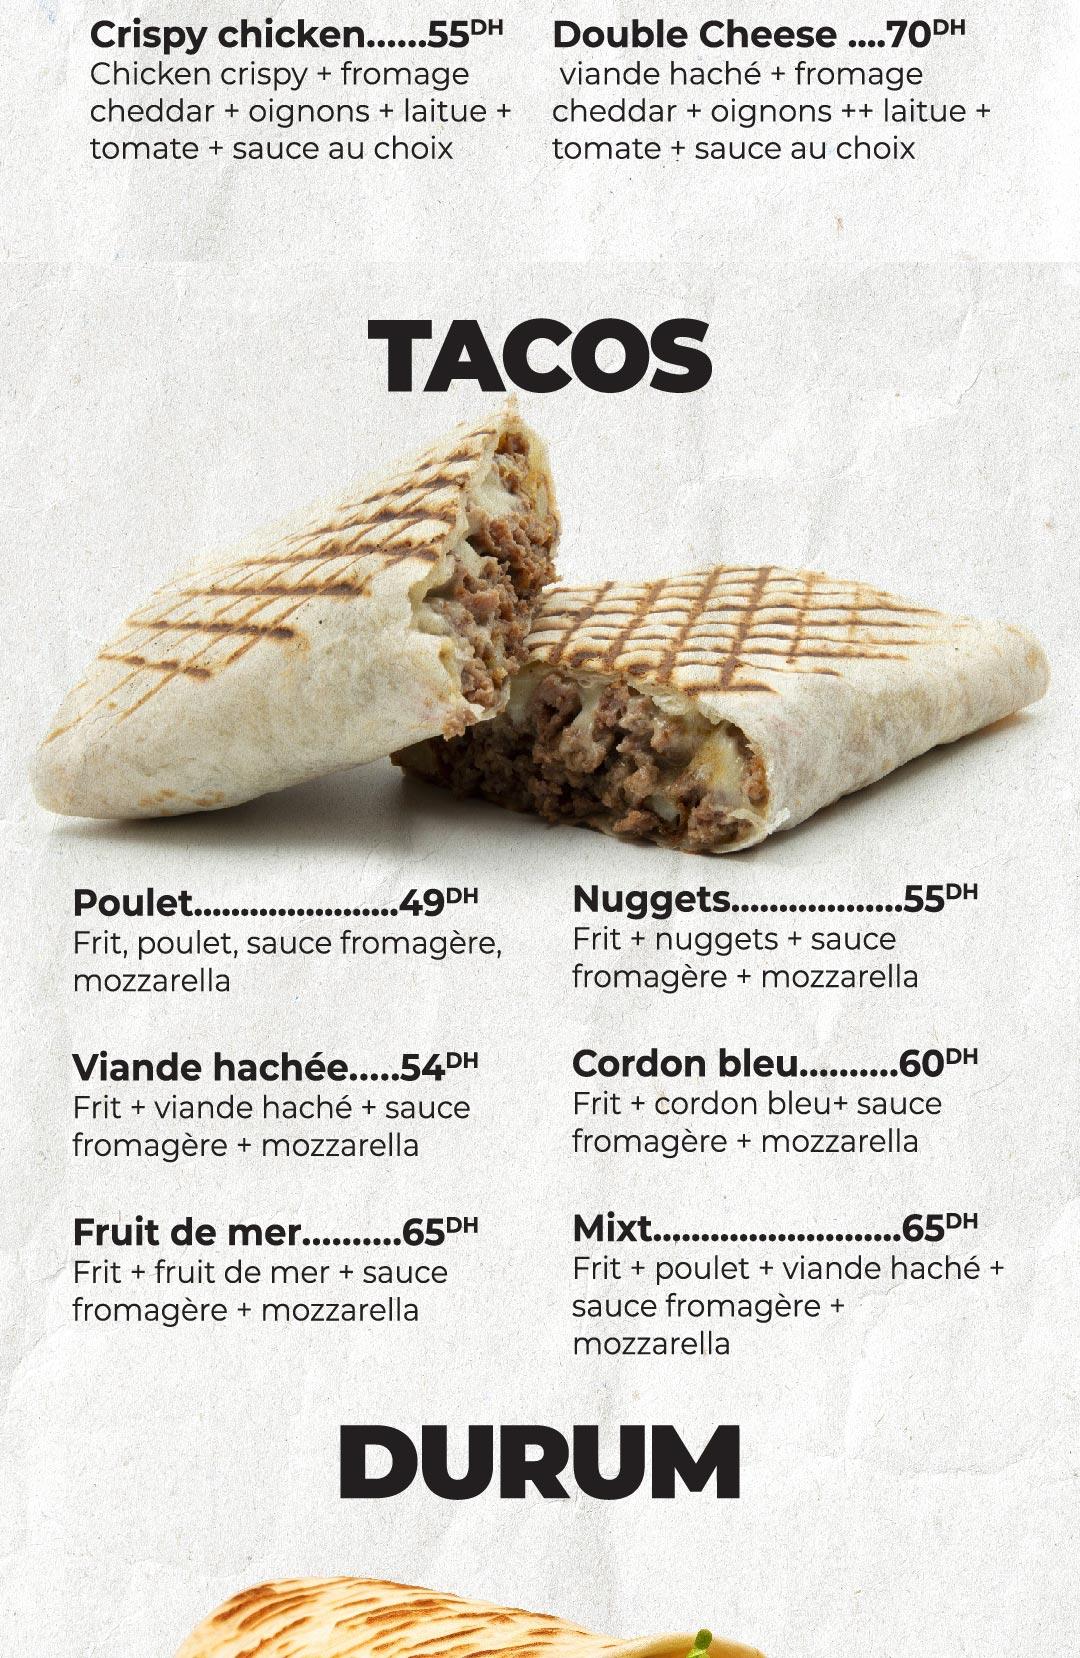 Crispy chicken......55DH
Chicken crispy + fromage
cheddar + oignons + laitue +
tomate + sauce au choix
Double Cheese ....70DH
viande haché + fromage
cheddar + oignons ++ laitue +
tomate + sauce au choix
TACOS
Poulet......................49DH
Frit, poulet, sauce fromagère,
mozzarella
Nuggets..................55DH
Frit + nuggets + sauce
fromagère + mozzarella
Viande hachée.....54DH
Frit + viande haché + sauce
fromagère + mozzarella
Cordon bleu..........60DH
Frit + cordon bleu+ sauce
fromagère + mozzarella
Fruit de mer..........65DH
Frit + fruit de mer + sauce
fromagère + mozzarella
Mixt..........................65DH
Frit + poulet + viande haché +
sauce fromagère +
mozzarella
DURUM